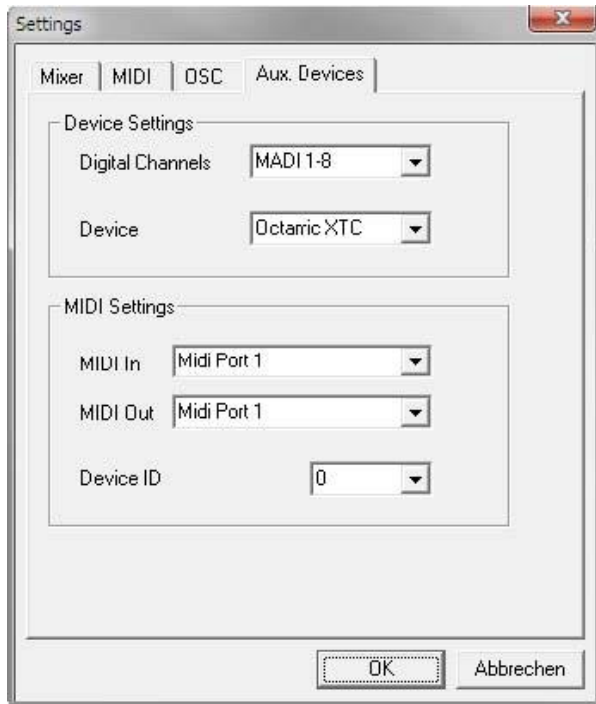 Settings
Mixer MIDI OSC Aux. Devices
Device Settings
Digital Channels MADI 1-8
Device Octamic XTC
MIDI Settings
MIDI In Midi Port 1
MIDI Out Midi Port 1
Device ID 0
OK Abbrechen